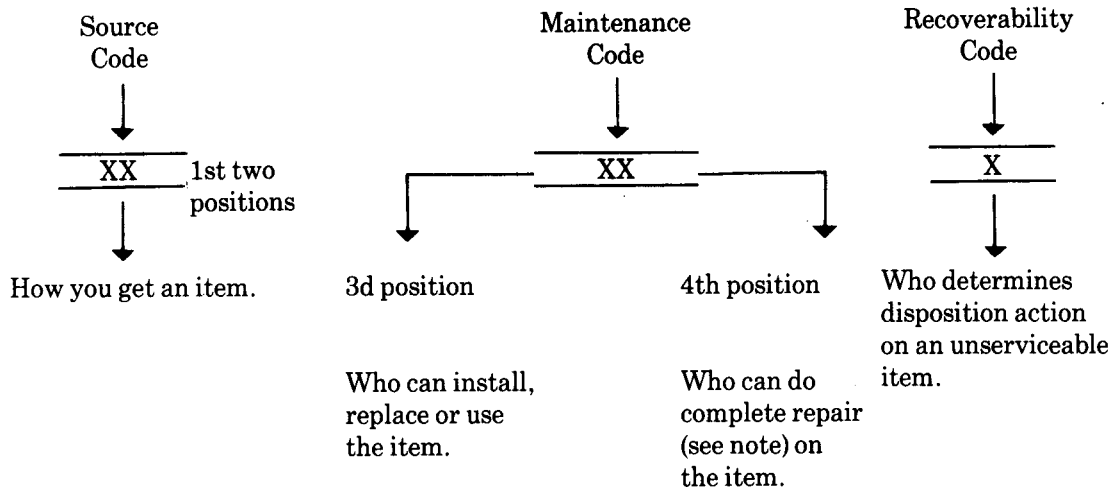 Source
Code
Maintenance
Code
Recoverability
Code
XX
1st two
positions
XX
X
How you get an item.
3d position
4th position
Who determines
disposition action
on an unserviceable
item.
Who can install,
replace or use
the item.
Who can do
complete repair
(see note) on
the item.